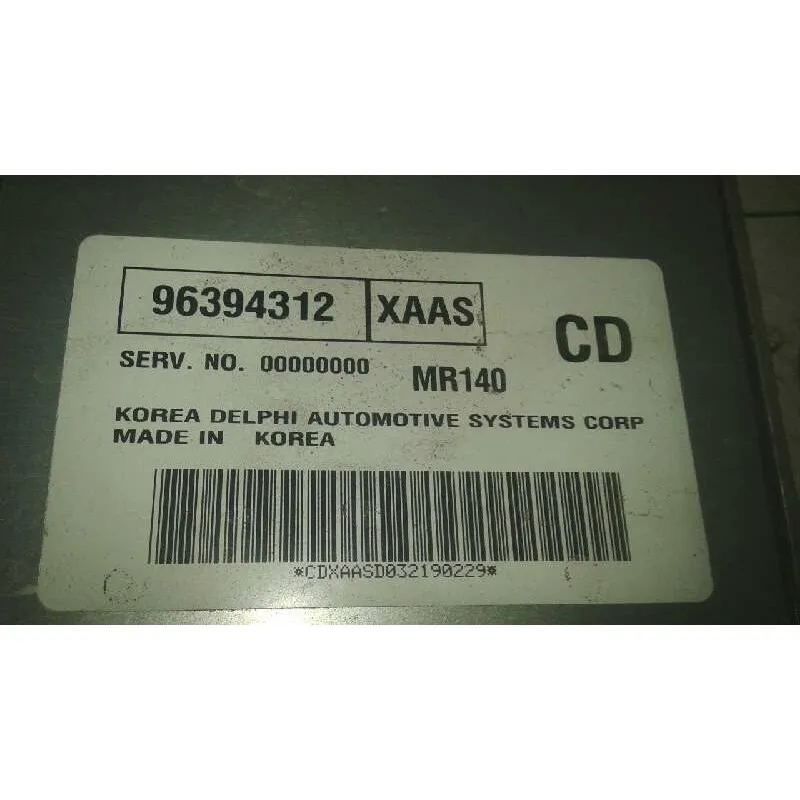 96394312 XAAS
CD
SERV. NO. 00000000 MR140
KOREA DELPHI AUTOMOTIVE SYSTEMS CORP
MADE IN KOREA
*CDXAASD032190229*